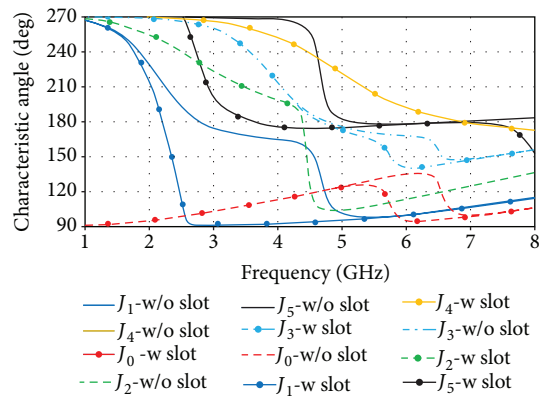 Characteristic angle (deg)
270
240
210
180
150
120
90
1 2 3 4 5 6 7 8
Frequency (GHz)
J1-w/o slot J5-w/o slot J4-w slot
J4-w/o slot J3-w slot J3-w/o slot
J0 -w slot J0-w/o slot J2-w slot
J2-w/o slot J1-w slot J5-w slot